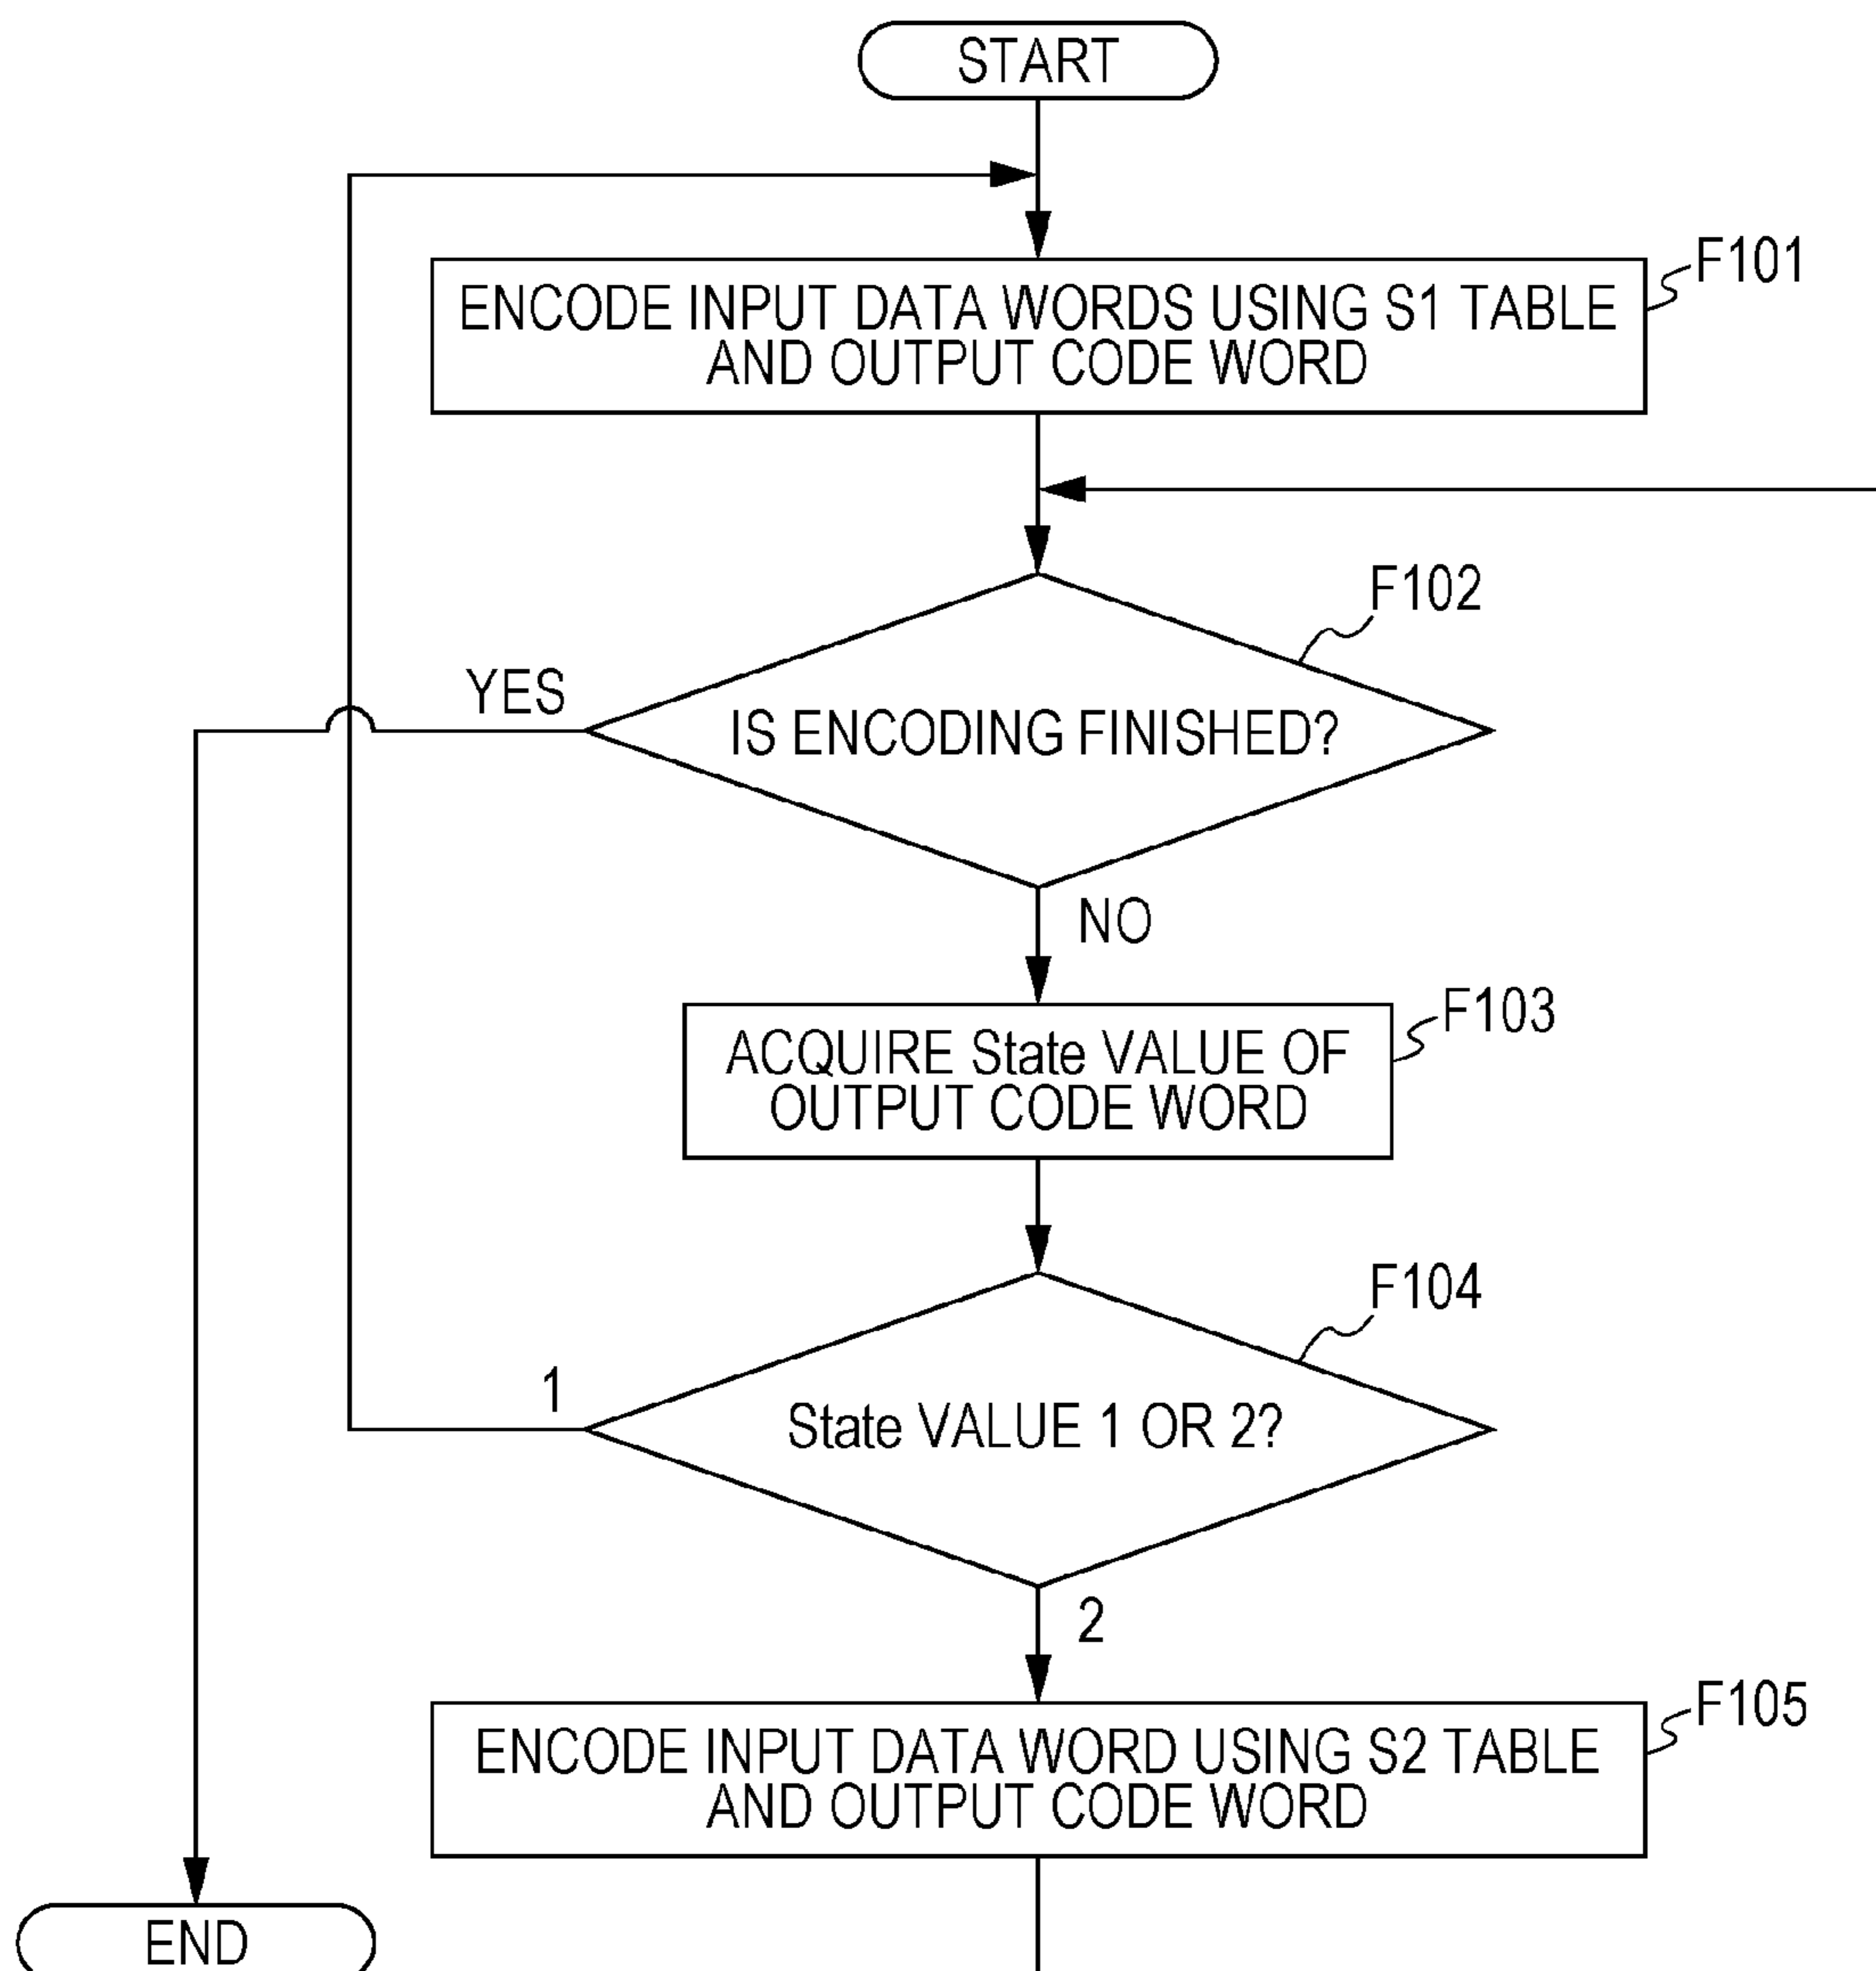 START
F101
ENCODE INPUT DATA WORDS USING S1 TABLE
AND OUTPUT CODE WORD
F102
YES
IS ENCODING FINISHED?
NO
F103
ACQUIRE State VALUE OF
OUTPUT CODE WORD
F104
1
State VALUE 1 OR 2?
2
F105
ENCODE INPUT DATA WORD USING S2 TABLE
AND OUTPUT CODE WORD
END